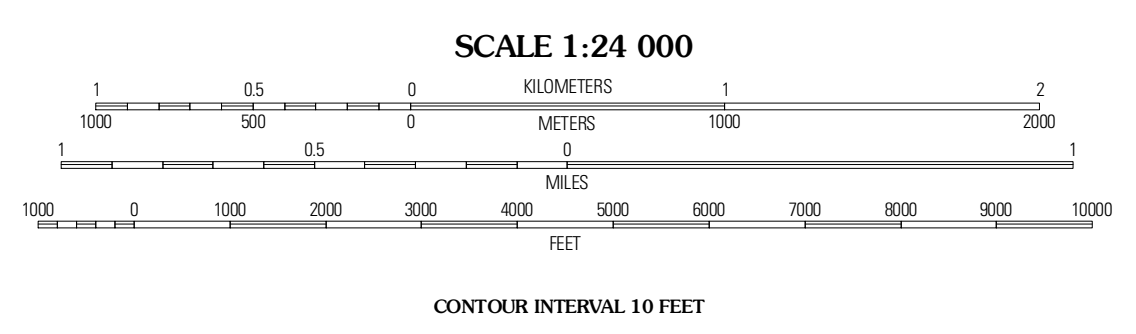 SCALE 1:24 000
1 0.5 0 KILOMETERS 1 2
1000 500 0 METERS 1000 2000
1 0.5 0 1
MILES
1000 0 1000 2000 3000 4000 5000 6000 7000 8000 9000 10000
FEET
CONTOUR INTERVAL 10 FEET